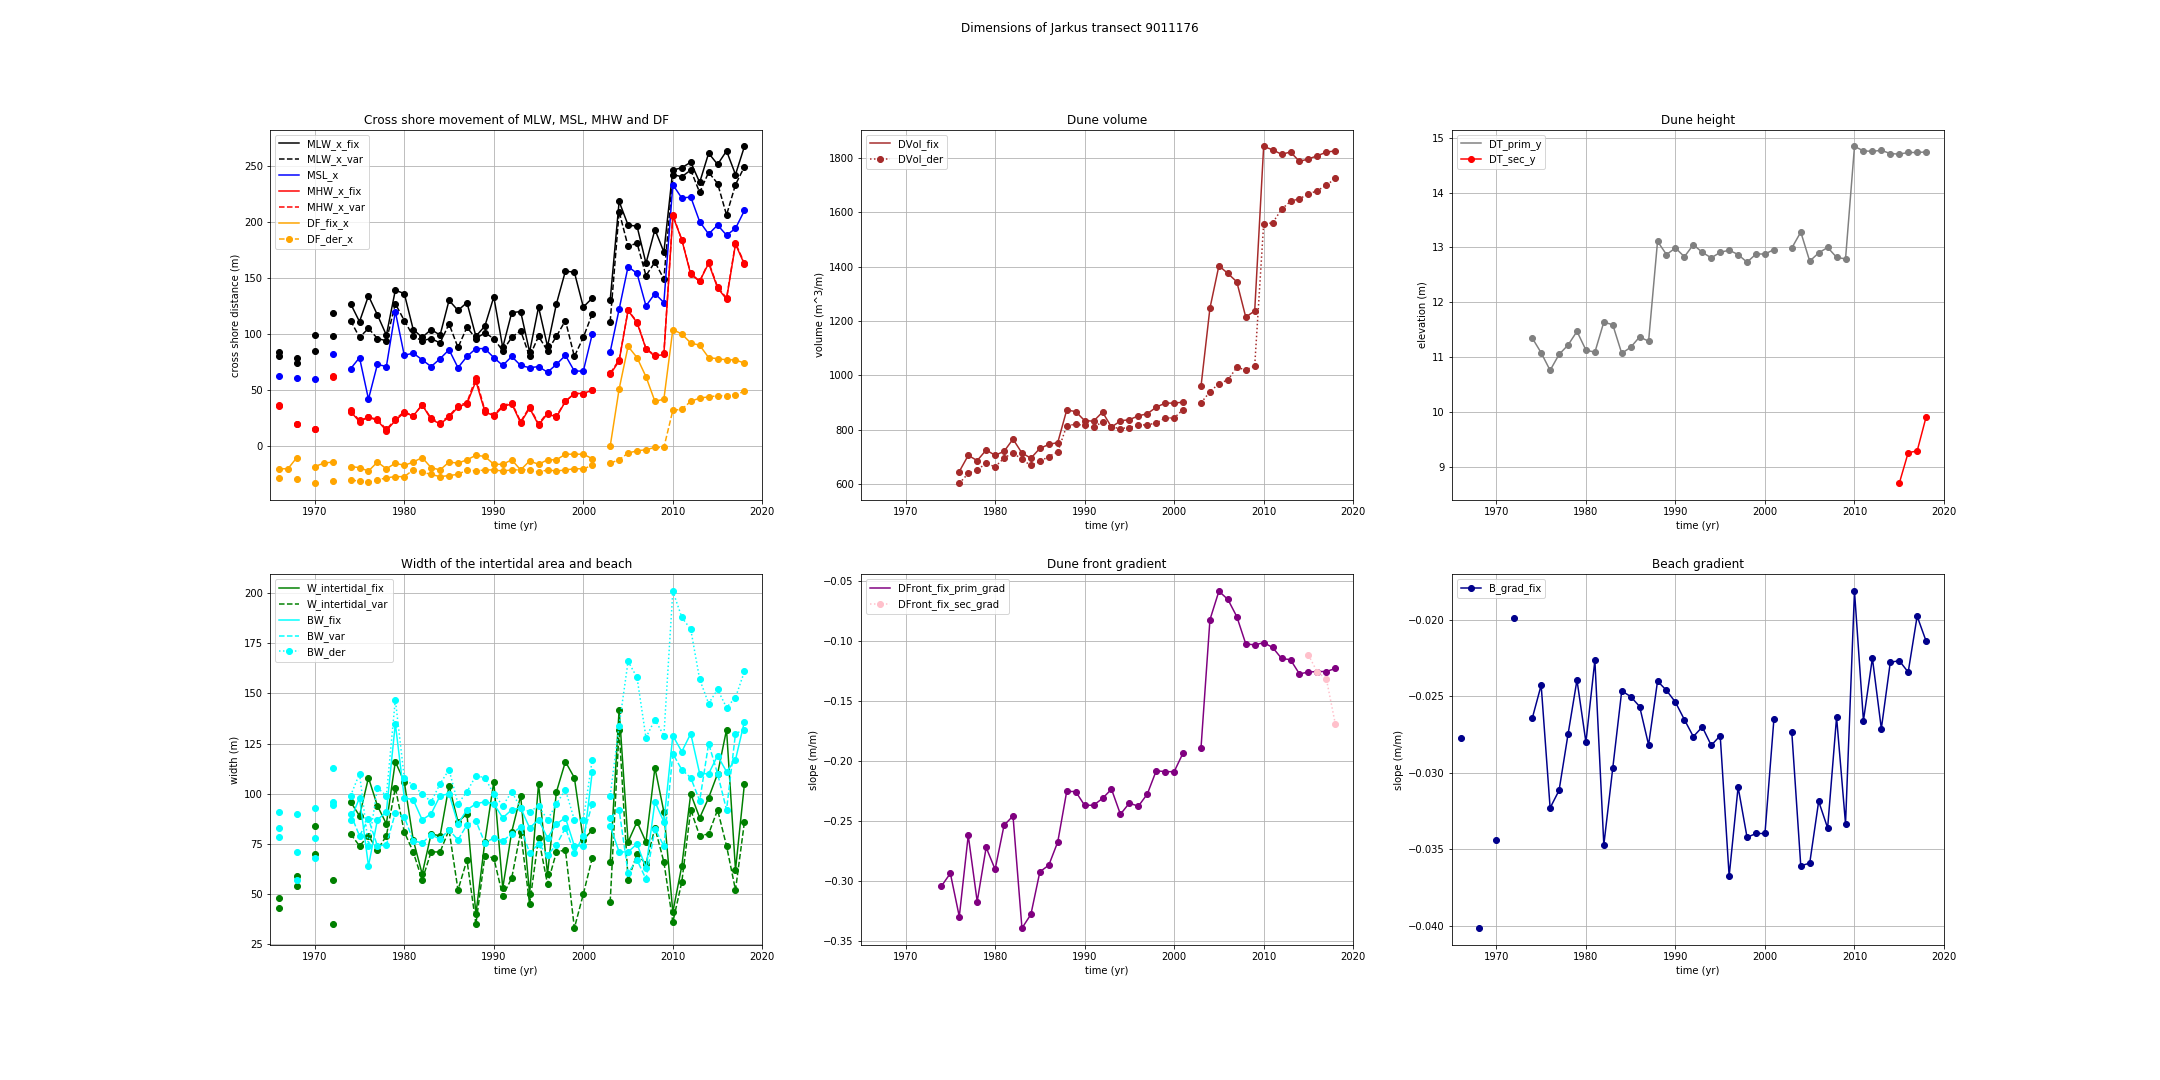 Dimensions of Jarkus transect 9011176
Cross shore movement of MLW, MSL, MHW and DF
MLW_x_fix
MLW_x_var
MSL_x
MHW_x_fix
MHW_x_var
DF_fix_x
DF_der_x
250
200
150
100
50
0
cross shore distance (m)
1970 1980 1990 2000 2010 2020
time (yr)
Dune volume
DVol_fix
DVol_der
1800
1600
1400
1200
1000
800
600
volume (m^3/m)
1970 1980 1990 2000 2010 2020
time (yr)
Dune height
DT_prim_y
DT_sec_y
15
14
13
12
11
10
9
elevation (m)
1970 1980 1990 2000 2010 2020
time (yr)
Width of the intertidal area and beach
W_intertidal_fix
W_intertidal_var
BW_fix
BW_var
BW_der
200
175
150
125
100
75
50
25
width (m)
1970 1980 1990 2000 2010 2020
time (yr)
Dune front gradient
DFront_fix_prim_grad
DFront_fix_sec_grad
−0.05
−0.10
−0.15
−0.20
−0.25
−0.30
−0.35
slope (m/m)
1970 1980 1990 2000 2010 2020
time (yr)
Beach gradient
B_grad_fix
−0.020
−0.025
−0.030
−0.035
−0.040
slope (m/m)
1970 1980 1990 2000 2010 2020
time (yr)